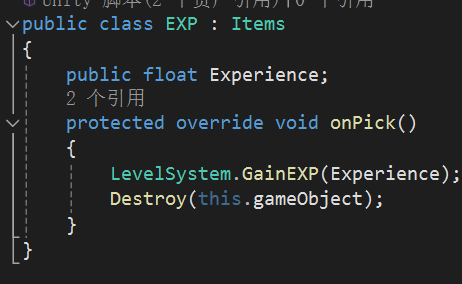 Unity 脚本(2 个资产引用)|0 个引用
public class EXP : Items
{
public float Experience;
2 个引用
protected override void onPick()
{
LevelSystem.GainEXP(Experience);
Destroy(this.gameObject);
}
}